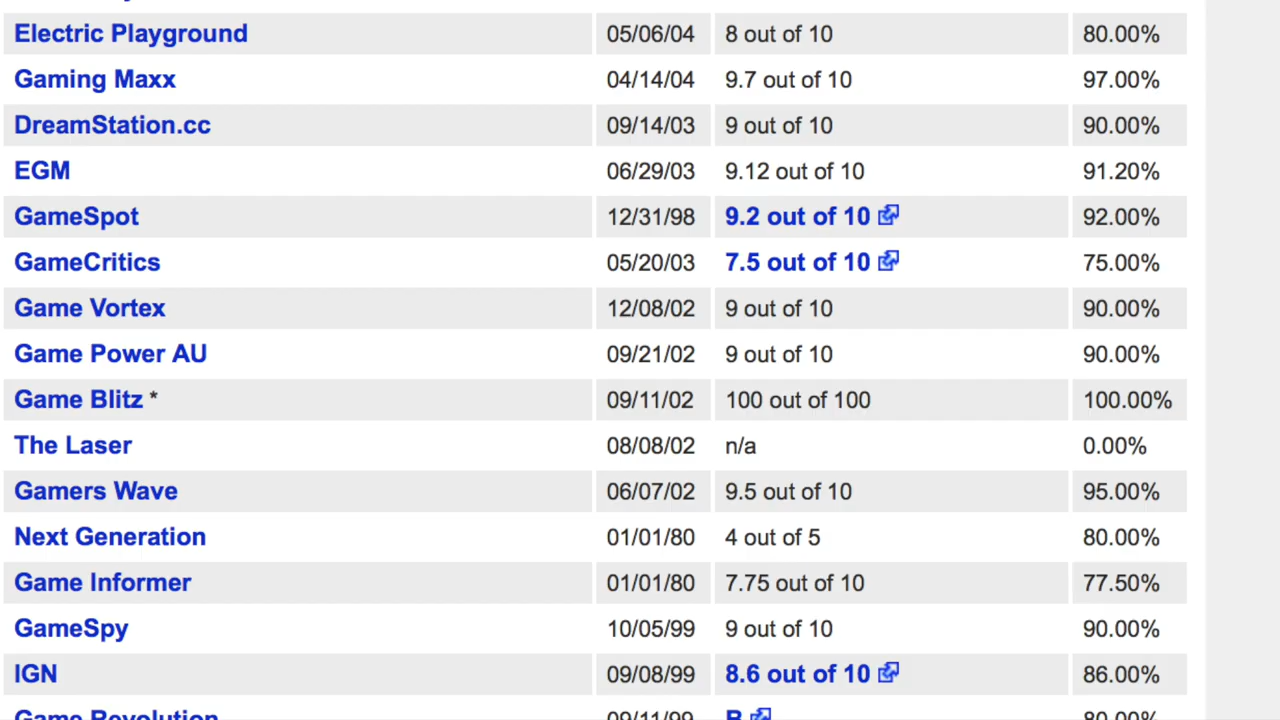 Electric Playground 05/06/04 8 out of 10 80.00%
Gaming Maxx 04/14/04 9.7 out of 10 97.00%
DreamStation.cc 09/14/03 9 out of 10 90.00%
EGM 06/29/03 9.12 out of 10 91.20%
GameSpot 12/31/98 9.2 out of 10 92.00%
GameCritics 05/20/03 7.5 out of 10 75.00%
Game Vortex 12/08/02 9 out of 10 90.00%
Game Power AU 09/21/02 9 out of 10 90.00%
Game Blitz * 09/11/02 100 out of 100 100.00%
The Laser 08/08/02 n/a 0.00%
Gamers Wave 06/07/02 9.5 out of 10 95.00%
Next Generation 01/01/80 4 out of 5 80.00%
Game Informer 01/01/80 7.75 out of 10 77.50%
GameSpy 10/05/99 9 out of 10 90.00%
IGN 09/08/99 8.6 out of 10 86.00%
Game Revolution 09/11/99 B 80.00%